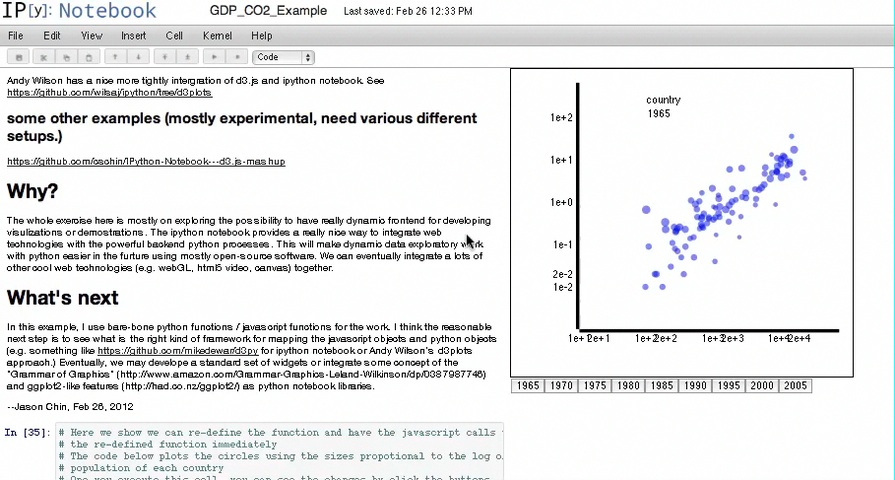 IP[y]: Notebook GDP_CO2_Example Last saved: Feb 26 12:33 PM
File Edit View Insert Cell Kernel Help
Code
Andy Wilson has a nice more tightly intergration of d3.js and ipython notebook. See
https://github.com/wilsaj/ipython/tree/d3plots
some other examples (mostly experimental, need various different
setups.)
https://github.com/cschin/IPython-Notebook---d3.js-mashup
Why?
The whole exercise here is mostly on exploring the possibility to have really dynamic frontend for developing
visulizations or demostrations. The ipython notebook provides a really nice way to integrate web
technologies with the powerful backend python processes. This will make dynamic data exploratory work
with python easier in the furture using mostly open-source software. We can eventually integrate a lots of
other cool web technologies (e.g. webGL, html5 video, canvas) together.
What's next
In this example, I use bare-bone python functions / javascript functions for the work. I think the reasonable
next step is to see what is the right kind of framework for mapping the javascript objects and python objects
(e.g. something like https://github.com/mikedewar/d3py for ipython notebook or Andy Wilson's d3plots
approach.) Eventually, we may develope a standard set of widgets or integrate some concept of the
"Grammar of Graphics" (http://www.amazon.com/Grammar-Graphics-Leland-Wilkinson/dp/0387987746)
and ggplot2-like features (http://had.co.nz/ggplot2/) as python notebook libraries.
--Jason Chin, Feb 26, 2012
In [35]: # Here we show we can re-define the function and have the javascript calls
# the re-defined function immediately
# The code below plots the circles using the sizes propotional to the log o
# population of each country
# One you execute this cell, you can see the changes by click the buttons
country
1965
1e+2
1e+1
1e+0
1e-1
2e-2
1e-2
1e+2e+1 1e+2e+2 1e+2e+3 1e+2e+4
1965 1970 1975 1980 1985 1990 1995 2000 2005